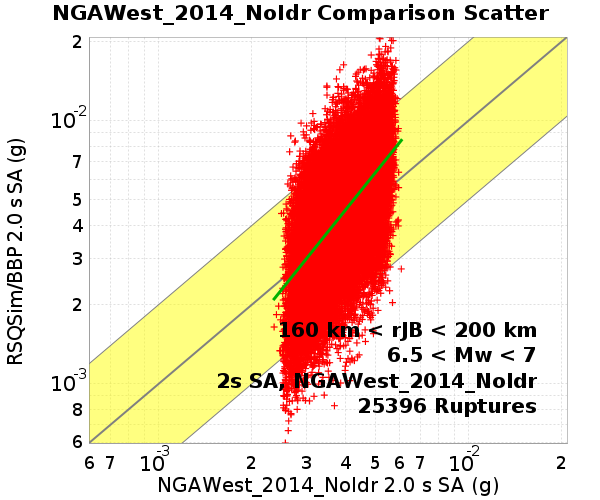 NGAWest_2014_NoIdr Comparison Scatter
RSQSim/BBP 2.0 s SA (g)
2
10-2
7
5
4
3
2
10-3
8
6
160 km < rJB < 200 km
6.5 < Mw < 7
2s SA, NGAWest_2014_NoIdr
25396 Ruptures
6 7 10-3 2 3 4 5 6 7 10-2 2
NGAWest_2014_NoIdr 2.0 s SA (g)